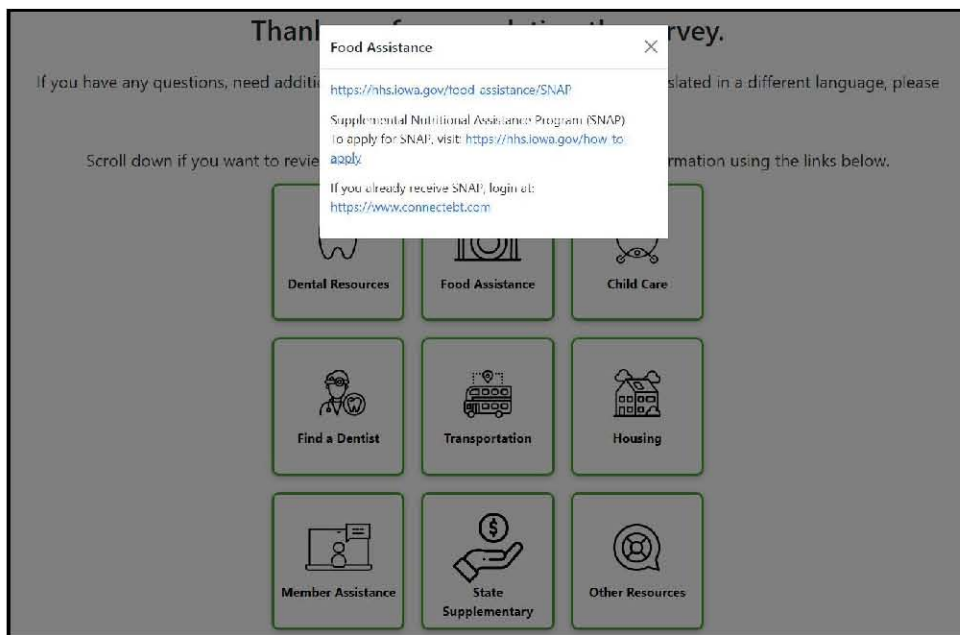 Thank rvey.
Food Assistance
If you have any questions, need additi slated in a different language, please
https://hhs.iowa.gov/food-assistance/SNAP
Supplemental Nutritional Assistance Program (SNAP)
To apply for SNAP, visit: https://hhs.iowa.gov/how-to-
apply
Scroll down if you want to revie rmation using the links below.
If you already receive SNAP, login at:
https://www.connectebt.com
Dental Resources Food Assistance Child Care
Find a Dentist Transportation Housing
Member Assistance State Other Resources
Supplementary